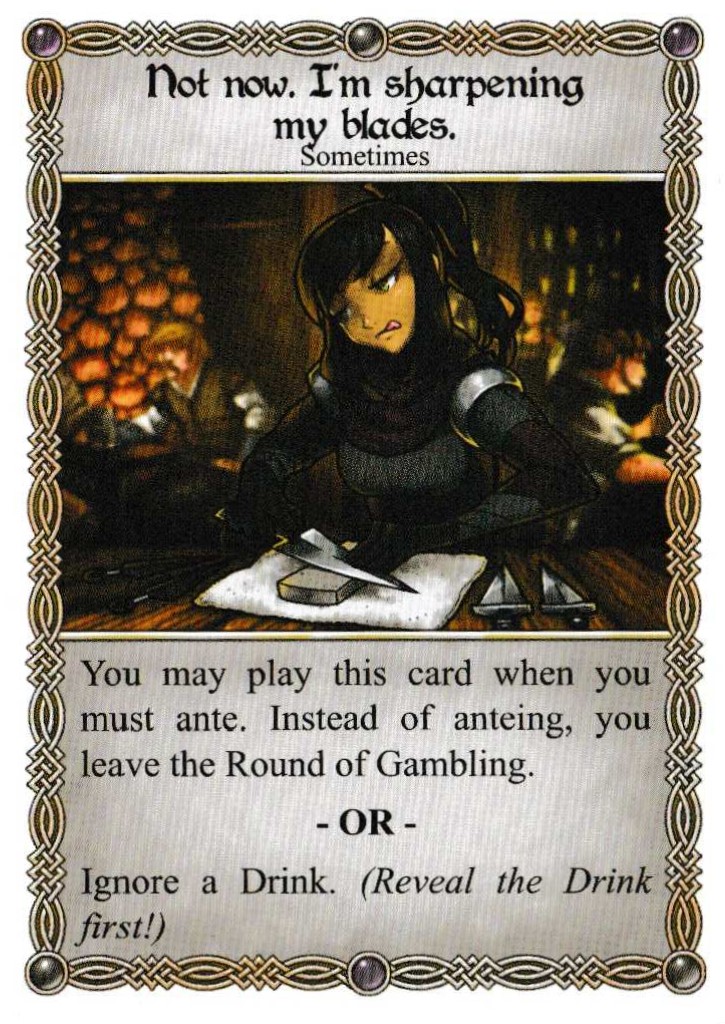 Not now. I'm sharpening
my blades.
Sometimes
You may play this card when you
must ante. Instead of anteing, you
leave the Round of Gambling.
- OR -
Ignore a Drink. (Reveal the Drink
first!)